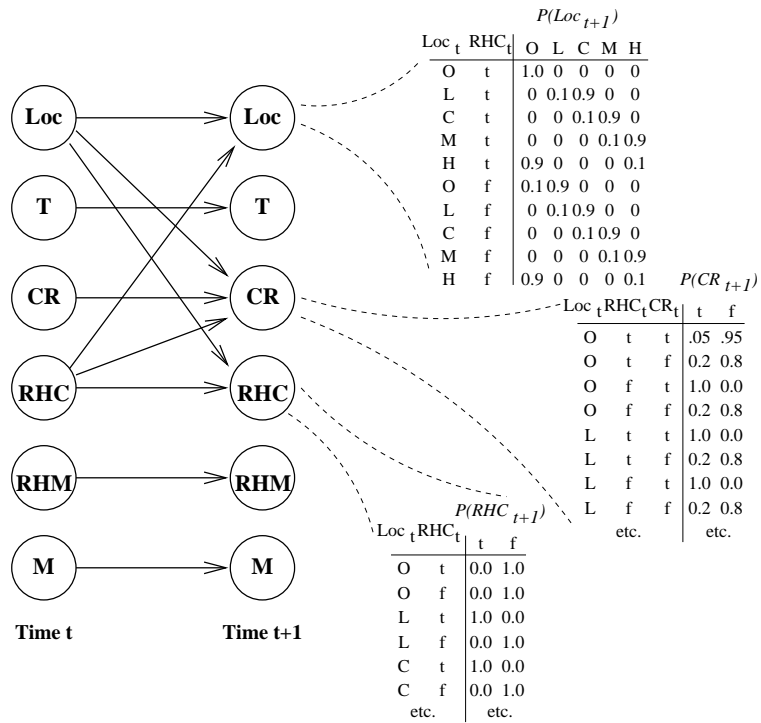 Loc
T
CR
RHC
RHM
M
Time t
Loc
T
CR
RHC
RHM
M
Time t+1
P(Loc t+1)
Loc t RHC t O L C M H
O t 1.0 0 0 0 0
L t 0 0.1 0.9 0 0
C t 0 0 0.1 0.9 0
M t 0 0 0 0.1 0.9
H t 0.9 0 0 0 0.1
O f 0.1 0.9 0 0 0
L f 0 0.1 0.9 0 0
C f 0 0 0.1 0.9 0
M f 0 0 0 0.1 0.9
H f 0.9 0 0 0 0.1
P(CR t+1)
Loc t RHC t CR t t f
O t t .05 .95
O t f 0.2 0.8
O f t 1.0 0.0
O f f 0.2 0.8
L t t 1.0 0.0
L t f 0.2 0.8
L f t 1.0 0.0
L f f 0.2 0.8
etc. etc.
P(RHC t+1)
Loc t RHC t t f
O t 0.0 1.0
O f 0.0 1.0
L t 1.0 0.0
L f 0.0 1.0
C t 1.0 0.0
C f 0.0 1.0
etc. etc.